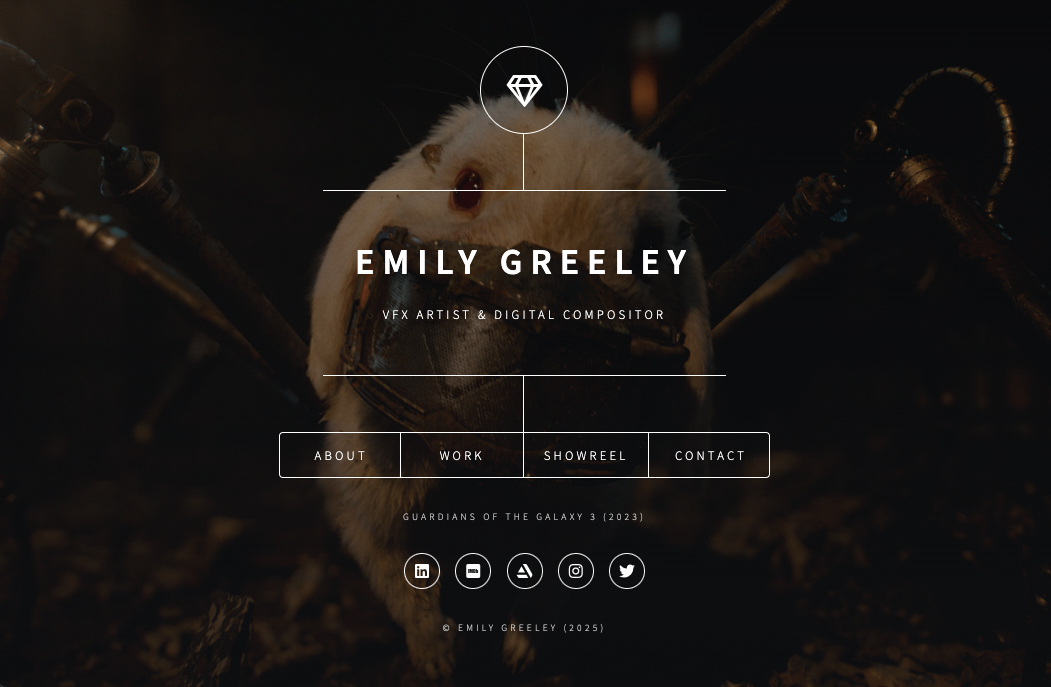 EMILY GREELEY
VFX ARTIST & DIGITAL COMPOSITOR
ABOUT WORK SHOWREEL CONTACT
GUARDIANS OF THE GALAXY 3 (2023)
© EMILY GREELEY (2025)